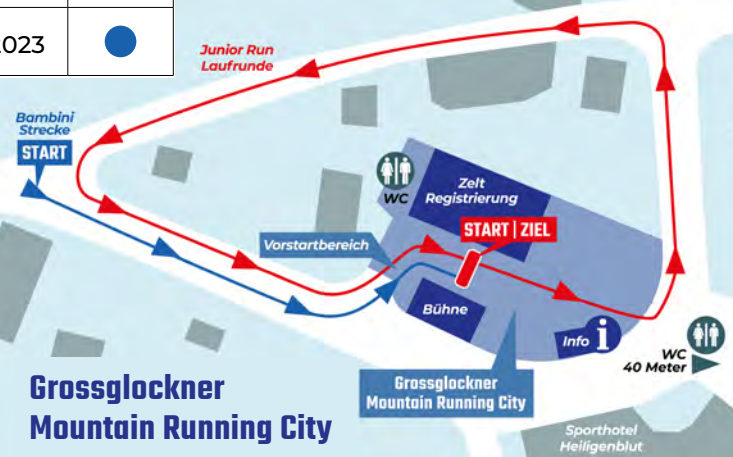 2023
Junior Run
Laufrunde
Bambini
Strecke
START
WC
Zelt
Registrierung
START | ZIEL
Vorstartbereich
Bühne
Info i
WC
40 Meter
Grossglockner
Mountain Running City
Grossglockner
Mountain Running City
Sporthotel
Heiligenblut